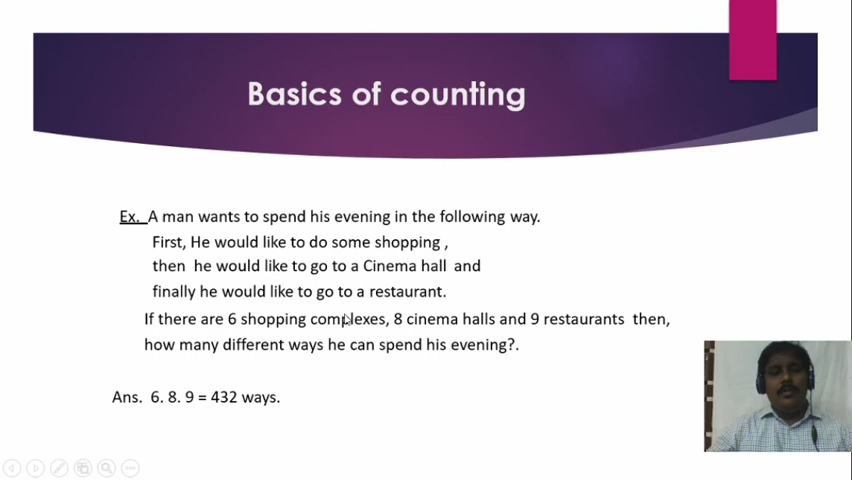 Basics of counting
Ex. A man wants to spend his evening in the following way.
First, He would like to do some shopping ,
then he would like to go to a Cinema hall and
finally he would like to go to a restaurant.
If there are 6 shopping complexes, 8 cinema halls and 9 restaurants then,
how many different ways he can spend his evening?.
Ans. 6. 8. 9 = 432 ways.